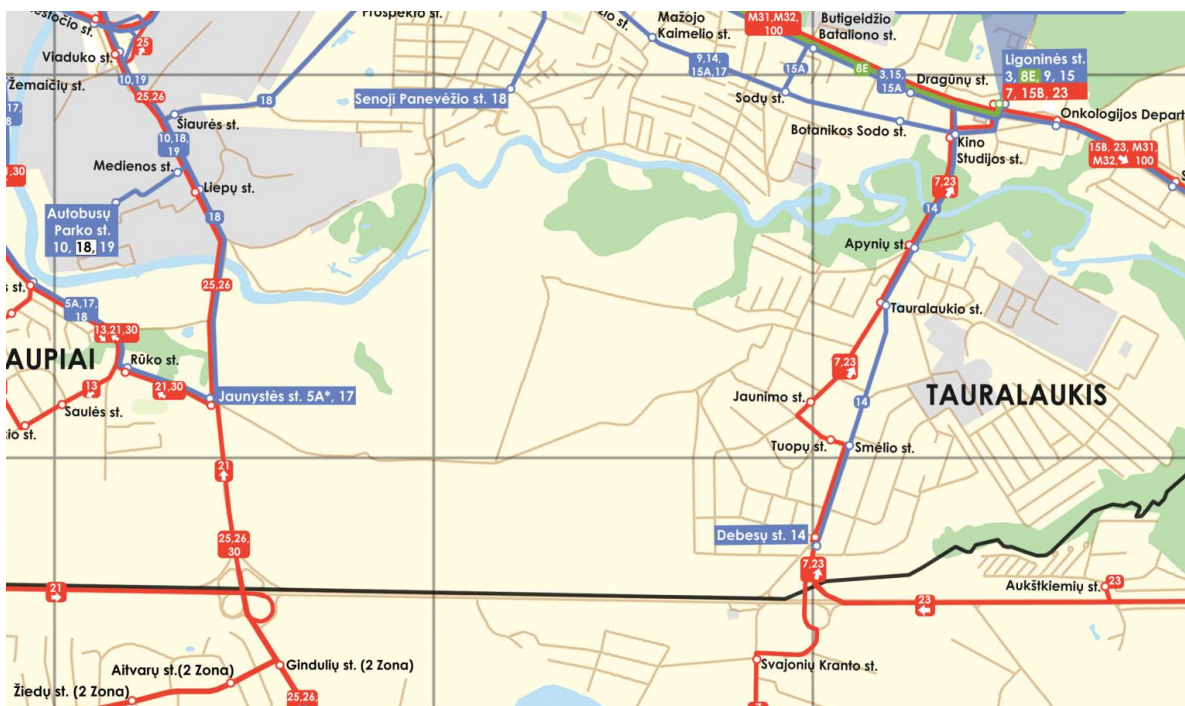 Viaduko st.
25
Žemaičių st.
10,19
25,26
18
Šiaurės st.
10,18,
19
Medienos st.
Liepų st.
18
Autobusų
Parko st.
10, 18, 19
25,26
5A,17,
18
13,21,30
AUPIAI
Rūko st.
13
21,30
Saulės st.
Jaunystės st. 5A*, 17
21
25,26,
30
21
Aitvarų st.(2 Zona)
Gindulių st. (2 Zona)
Žiedų st. (2 Zona)
25,26,
Senoji Panevėžio st. 18
Mažojo
Kaimelio st.
9,14,
15A,17,
M31,M32,
100
Butigeidžio
Bataliono st.
15A
8E
3,15,
15A
Dragūnų st.
Sodų st.
Botanikos Sodo st.
Ligoninės st.
3, 8E, 9, 15
7, 15B, 23
Onkologijos Depart
15B, 23, M31,
M32, 100
Kino
Studijos st.
7,23
14
Apynių st.
Tauralaukio st.
7,23
Jaunimo st.
14
TAURALAUKIS
Tuopų st.
Smėlio st.
Debesų st. 14
7,23
Aukštkiemių st.
23
23
Svajonių Kranto st.